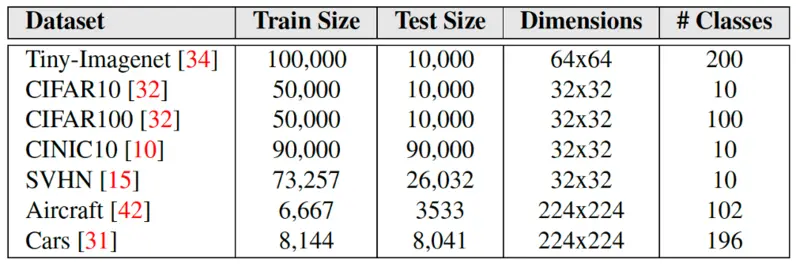 Dataset Train Size Test Size Dimensions # Classes
Tiny-Imagenet [34] 100,000 10,000 64x64 200
CIFAR10 [32] 50,000 10,000 32x32 10
CIFAR100 [32] 50,000 10,000 32x32 100
CINIC10 [10] 90,000 90,000 32x32 10
SVHN [15] 73,257 26,032 32x32 10
Aircraft [42] 6,667 3533 224x224 102
Cars [31] 8,144 8,041 224x224 196